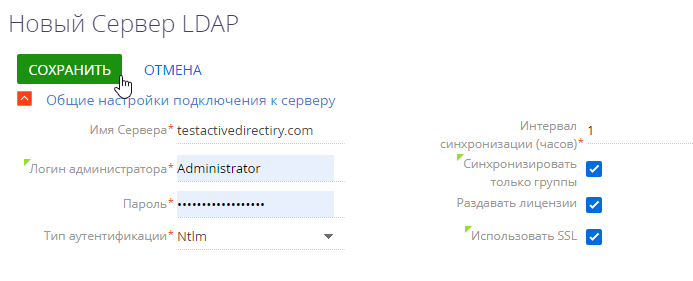 Новый Сервер LDAP
СОХРАНИТЬ ОТМЕНА
Общие настройки подключения к серверу
Имя Сервера* testactivedirectiry.com
Интервал
синхронизации (часов)* 1
Логин администратора* Administrator
Синхронизировать
только группы
Пароль* ••••••••••••••••••
Раздавать лицензии
Тип аутентификации* Ntlm
Использовать SSL